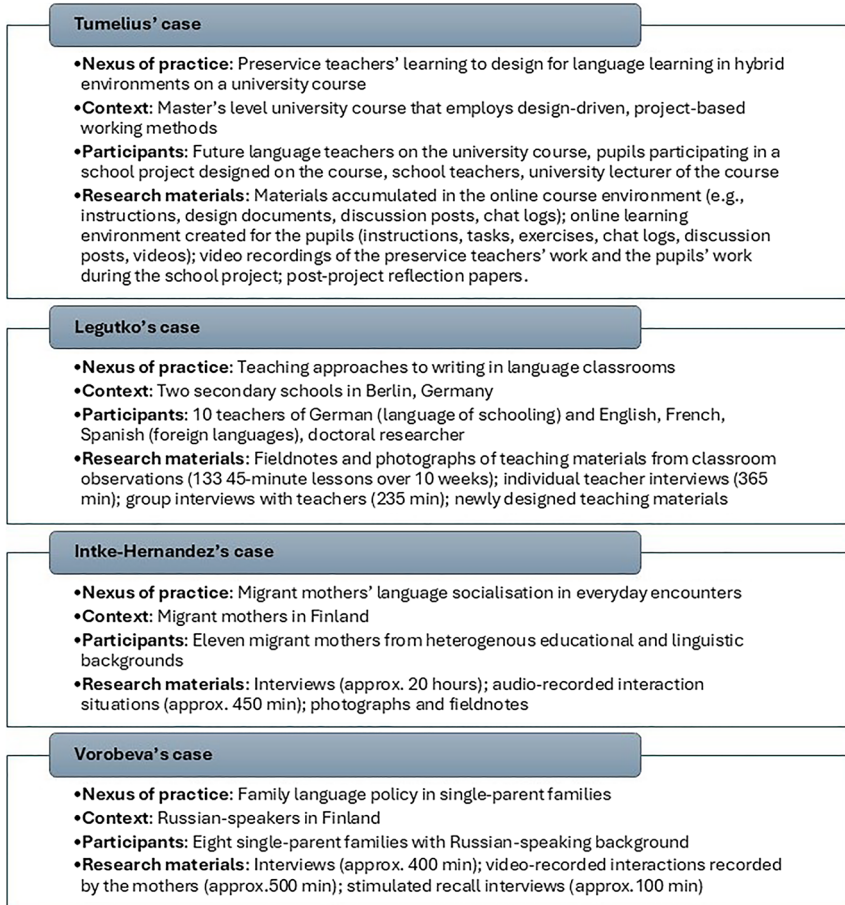 Tumelius’ case
•Nexus of practice: Preservice teachers’ learning to design for language learning in hybrid
environments on a university course
•Context: Master’s level university course that employs design-driven, project-based
working methods
•Participants: Future language teachers on the university course, pupils participating in a
school project designed on the course, school teachers, university lecturer of the course
•Research materials: Materials accumulated in the online course environment (e.g.,
instructions, design documents, discussion posts, chat logs); online learning
environment created for the pupils (instructions, tasks, exercises, chat logs, discussion
posts, videos); video recordings of the preservice teachers’ work and the pupils’ work
during the school project; post-project reflection papers.
Legutko’s case
•Nexus of practice: Teaching approaches to writing in language classrooms
•Context: Two secondary schools in Berlin, Germany
•Participants: 10 teachers of German (language of schooling) and English, French,
Spanish (foreign languages), doctoral researcher
•Research materials: Fieldnotes and photographs of teaching materials from classroom
observations (133 45-minute lessons over 10 weeks); individual teacher interviews (365
min); group interviews with teachers (235 min); newly designed teaching materials
Intke-Hernandez’s case
•Nexus of practice: Migrant mothers’ language socialisation in everyday encounters
•Context: Migrant mothers in Finland
•Participants: Eleven migrant mothers from heterogenous educational and linguistic
backgrounds
•Research materials: Interviews (approx. 20 hours); audio-recorded interaction
situations (approx. 450 min); photographs and fieldnotes
Vorobeva’s case
•Nexus of practice: Family language policy in single-parent families
•Context: Russian-speakers in Finland
•Participants: Eight single-parent families with Russian-speaking background
•Research materials: Interviews (approx. 400 min); video-recorded interactions recorded
by the mothers (approx.500 min); stimulated recall interviews (approx. 100 min)